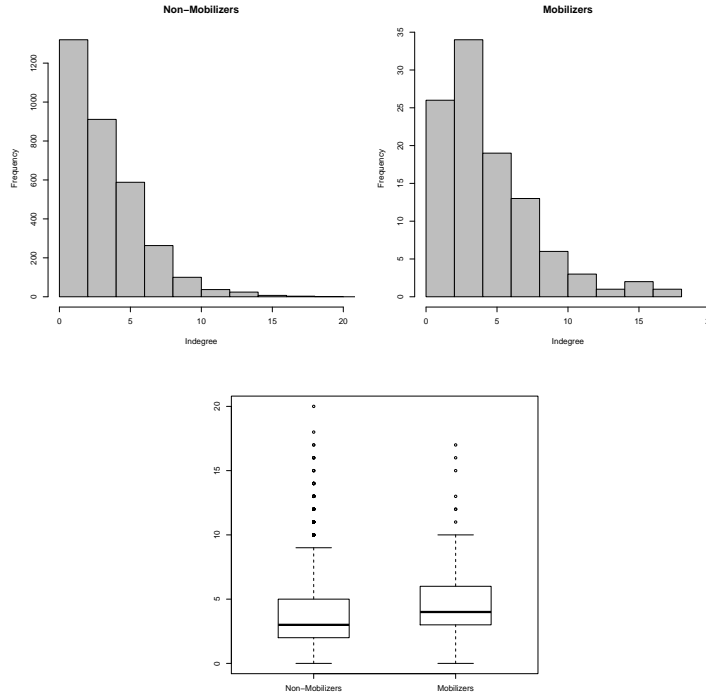 Non−Mobilizers
Frequency
0 200 400 600 800 1000 1200
0 5 10 15 20
Indegree
Mobilizers
Frequency
0 5 10 15 20 25 30 35
0 5 10 15
Indegree
0 5 10 15 20
Non−Mobilizers Mobilizers